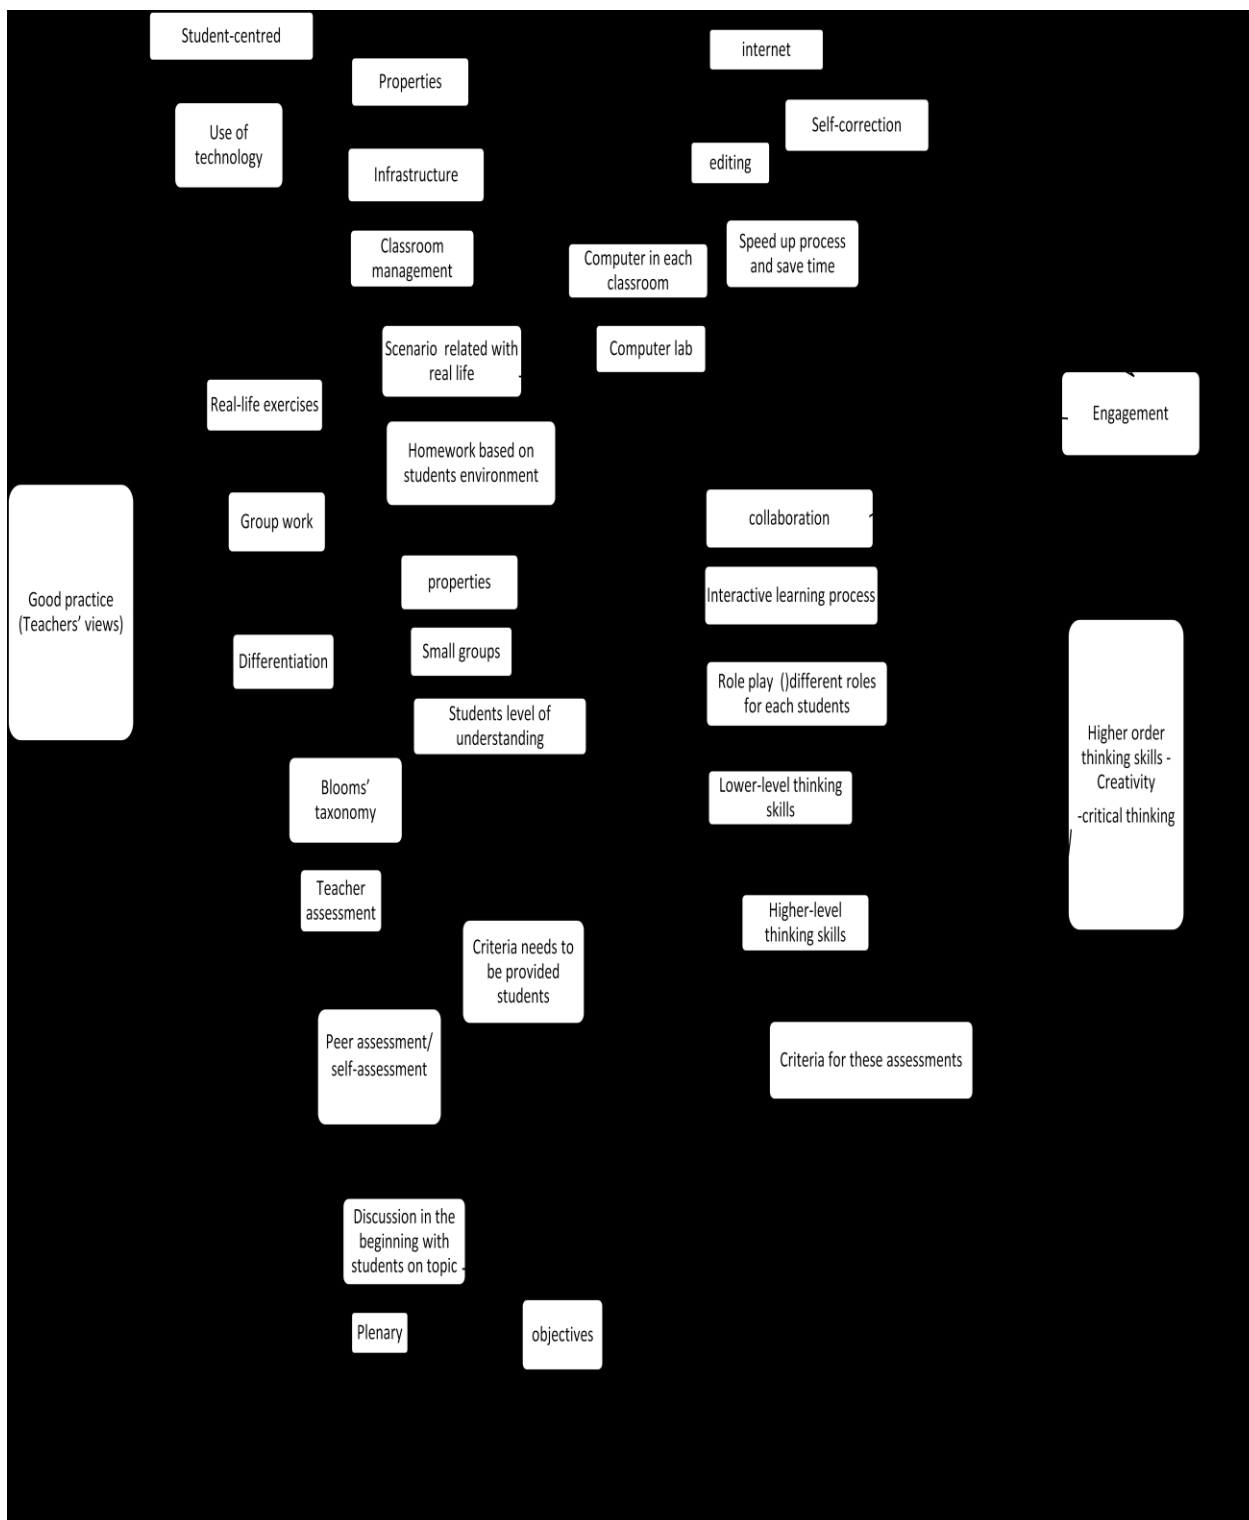 Student-centred
internet
Properties
Self-correction
Use of
technology
editing
Infrastructure
Classroom
management
Speed up process
and save time
Computer in each
classroom
Scenario related with
real life
Computer lab
Real-life exercises
Engagement
Homework based on
students environment
Group work
collaboration
properties
Interactive learning process
Good practice
(Teachers’ views)
Small groups
Differentiation
Role play ()different roles
for each students
Students level of
understanding
Higher order
thinking skills -
Creativity
-critical thinking
Blooms’
taxonomy
Lower-level thinking
skills
Teacher
assessment
Higher-level
thinking skills
Criteria needs to
be provided
students
Peer assessment/
self-assessment
Criteria for these assessments
Discussion in the
beginning with
students on topic
Plenary
objectives